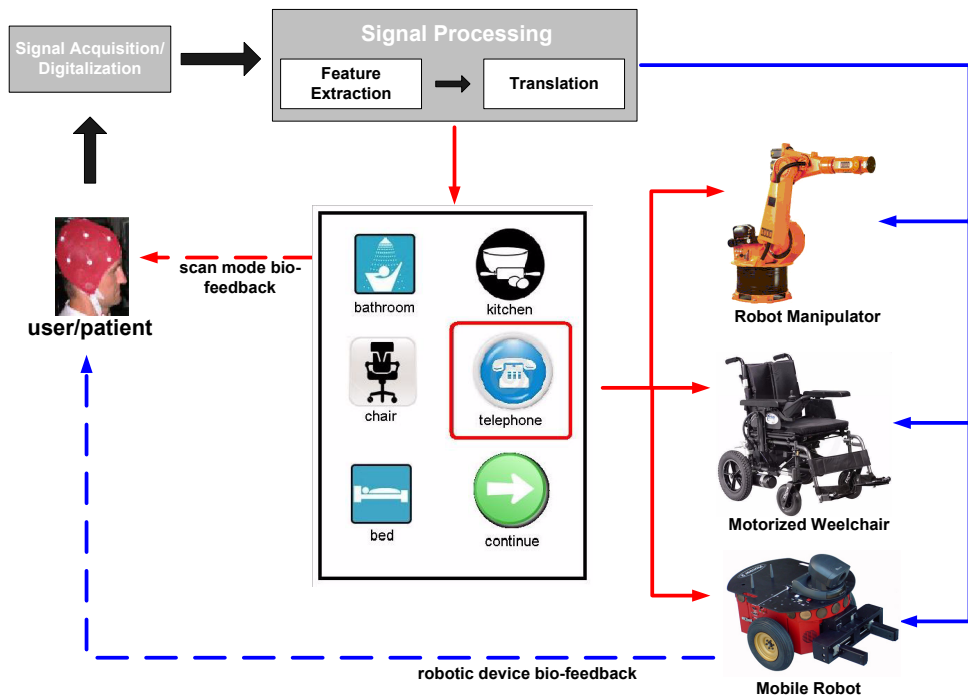 Signal Acquisition/
Digitalization
Signal Processing
Feature
Extraction
Translation
scan mode bio-
feedback
user/patient
bathroom
kitchen
chair
telephone
bed
continue
Robot Manipulator
Motorized Weelchair
robotic device bio-feedback
Mobile Robot